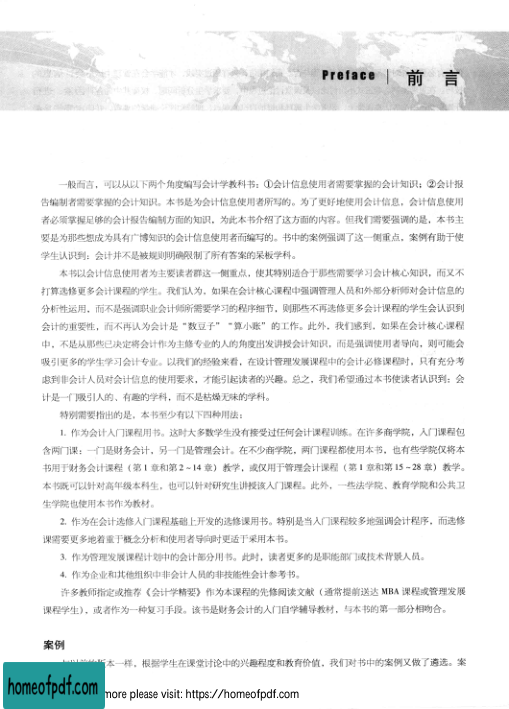 Preface 前 言
一般而言，可以从以下两个角度编写会计学教科书：①会计信息使用者需要掌握的会计知识；②会计报
告编制者需要掌握的会计知识。本书是为会计信息使用者所写的。为了更好地使用会计信息，会计信息使用
者必须掌握足够的会计报告编制方面的知识，为此本书介绍了这方面的内容。但我们需要强调的是，本书主
要是为那些想成为具有广博知识的会计信息使用者而编写的。书中的案例强调了这一侧重点，案例有助于使
学生认识到：会计并不是被规则明确限制了所有答案的呆板学科。
本书以会计信息使用者为主要读者群这一侧重点，使其特别适合于那些需要学习会计核心知识，而又不
打算选修更多会计课程的学生。我们认为，如果在会计核心课程中强调管理人员和外部分析师对会计信息的
分析性运用，而不是强调职业会计师所需要学习的程序细节，则那些不再选修更多会计课程的学生会认识到
会计的重要性，而不再认为会计是“数豆子”“算小账”的工作。此外，我们感到，如果在会计核心课程
中，不是从那些已决定将会计作为主修专业的人的角度出发讲授会计知识，而是强调使用者导向，则可能会
吸引更多的学生学习会计专业。以我们的经验来看，在设计管理发展课程中的会计必修课程时，只有充分考
虑到非会计人员对会计信息的使用要求，才能引起读者的兴趣。总之，我们希望通过本书使读者认识到：会
计是一门吸引人的、有趣的学科，而不是枯燥无味的学科。
特别需要指出的是，本书至少有以下四种用法：
1. 作为会计入门课程用书。这时大多数学生没有接受过任何会计课程训练。在许多商学院，入门课程包
含两门课：一门是财务会计，另一门是管理会计。在不少商学院，两门课程都使用本书，也有些学院仅将本
书用于财务会计课程（第 1 章和第 2～14 章）教学，或仅用于管理会计课程（第 1 章和第 15～28 章）教学。
本书既可以针对高年级本科生，也可以针对研究生讲授该入门课程。此外，一些法学院、教育学院和公共卫
生学院也使用本书作为教材。
2. 作为在会计选修入门课程基础上开发的选修课用书。特别是当入门课程较多地强调会计程序，而选修
课需要更多地着重于概念分析和使用者导向时更适于采用本书。
3. 作为管理发展课程计划中的会计部分用书。此时，读者更多的是职能部门或技术背景人员。
4. 作为企业和其他组织中非会计人员的非技能性会计参考书。
许多教师指定或推荐《会计学精要》作为本课程的先修阅读文献（通常提前送达 MBA 课程或管理发展
课程学生），或者作为一种复习手段。该书是财务会计的入门自学辅导教材，与本书的第一部分相吻合。
案例
版本一样，根据学生在课堂讨论中的兴趣程度和教育价值，我们对书中的案例又做了遴选。案
homeofpdf.com
more please visit: https://homeofpdf.com